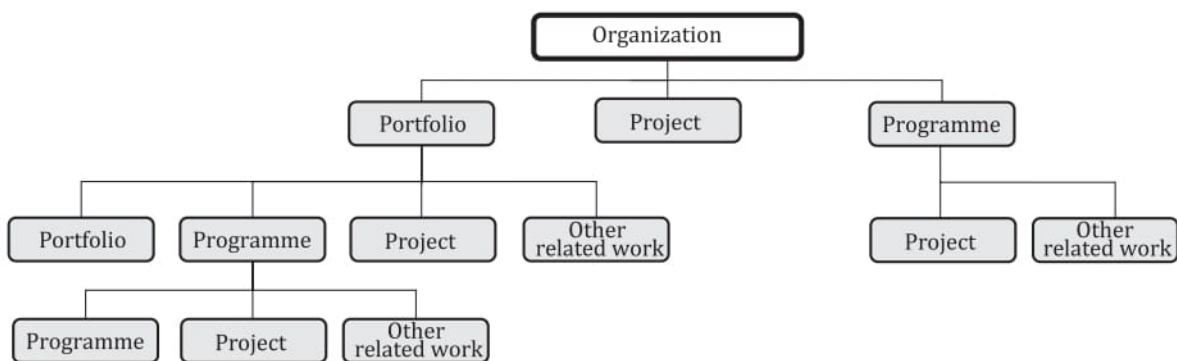 Organization
Portfolio
Project
Programme
Portfolio
Programme
Project
Other
related work
Project
Other
related work
Programme
Project
Other
related work